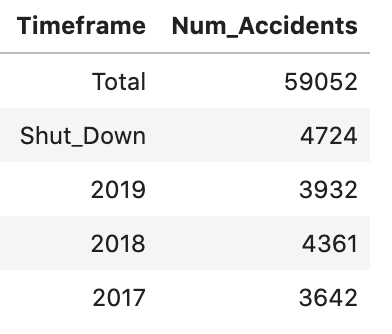 Timeframe Num_Accidents
Total 59052
Shut_Down 4724
2019 3932
2018 4361
2017 3642